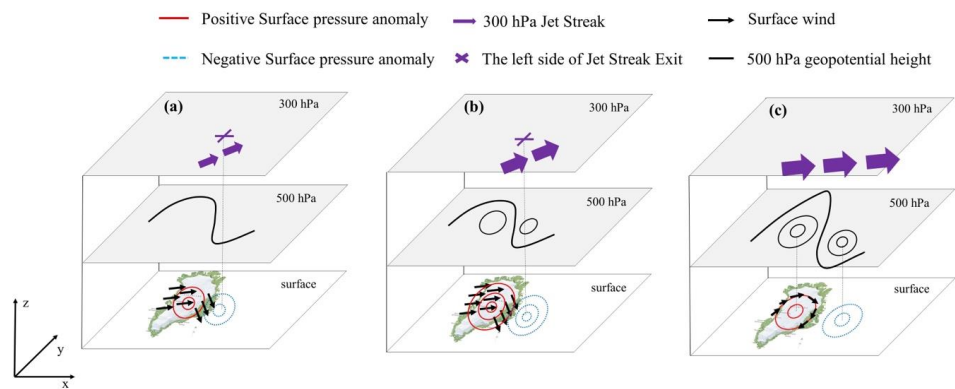 Positive Surface pressure anomaly
300 hPa Jet Streak
Surface wind
Negative Surface pressure anomaly
The left side of Jet Streak Exit
500 hPa geopotential height
(a)
300 hPa
500 hPa
surface
(b)
300 hPa
500 hPa
surface
(c)
300 hPa
500 hPa
surface
z
y
x